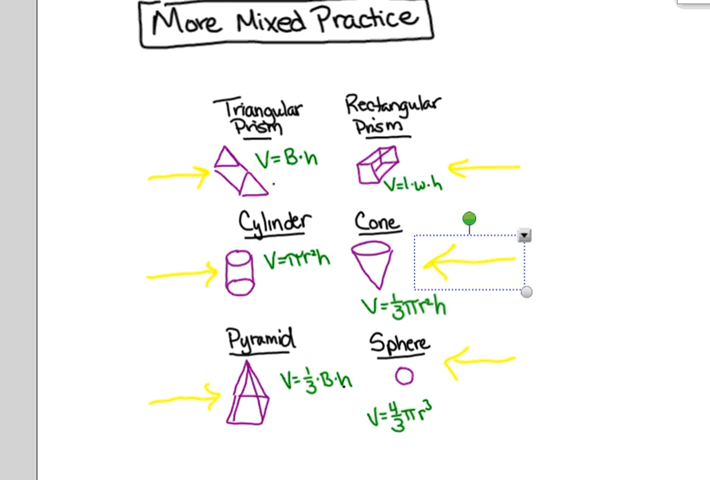 More Mixed Practice
Triangular
Prism
V=B·h
Rectangular
Prism
V=l·w·h
Cylinder
V=πr²h
Cone
V=1/3πr²h
Pyramid
V=1/3·B·h
Sphere
V=4/3πr³